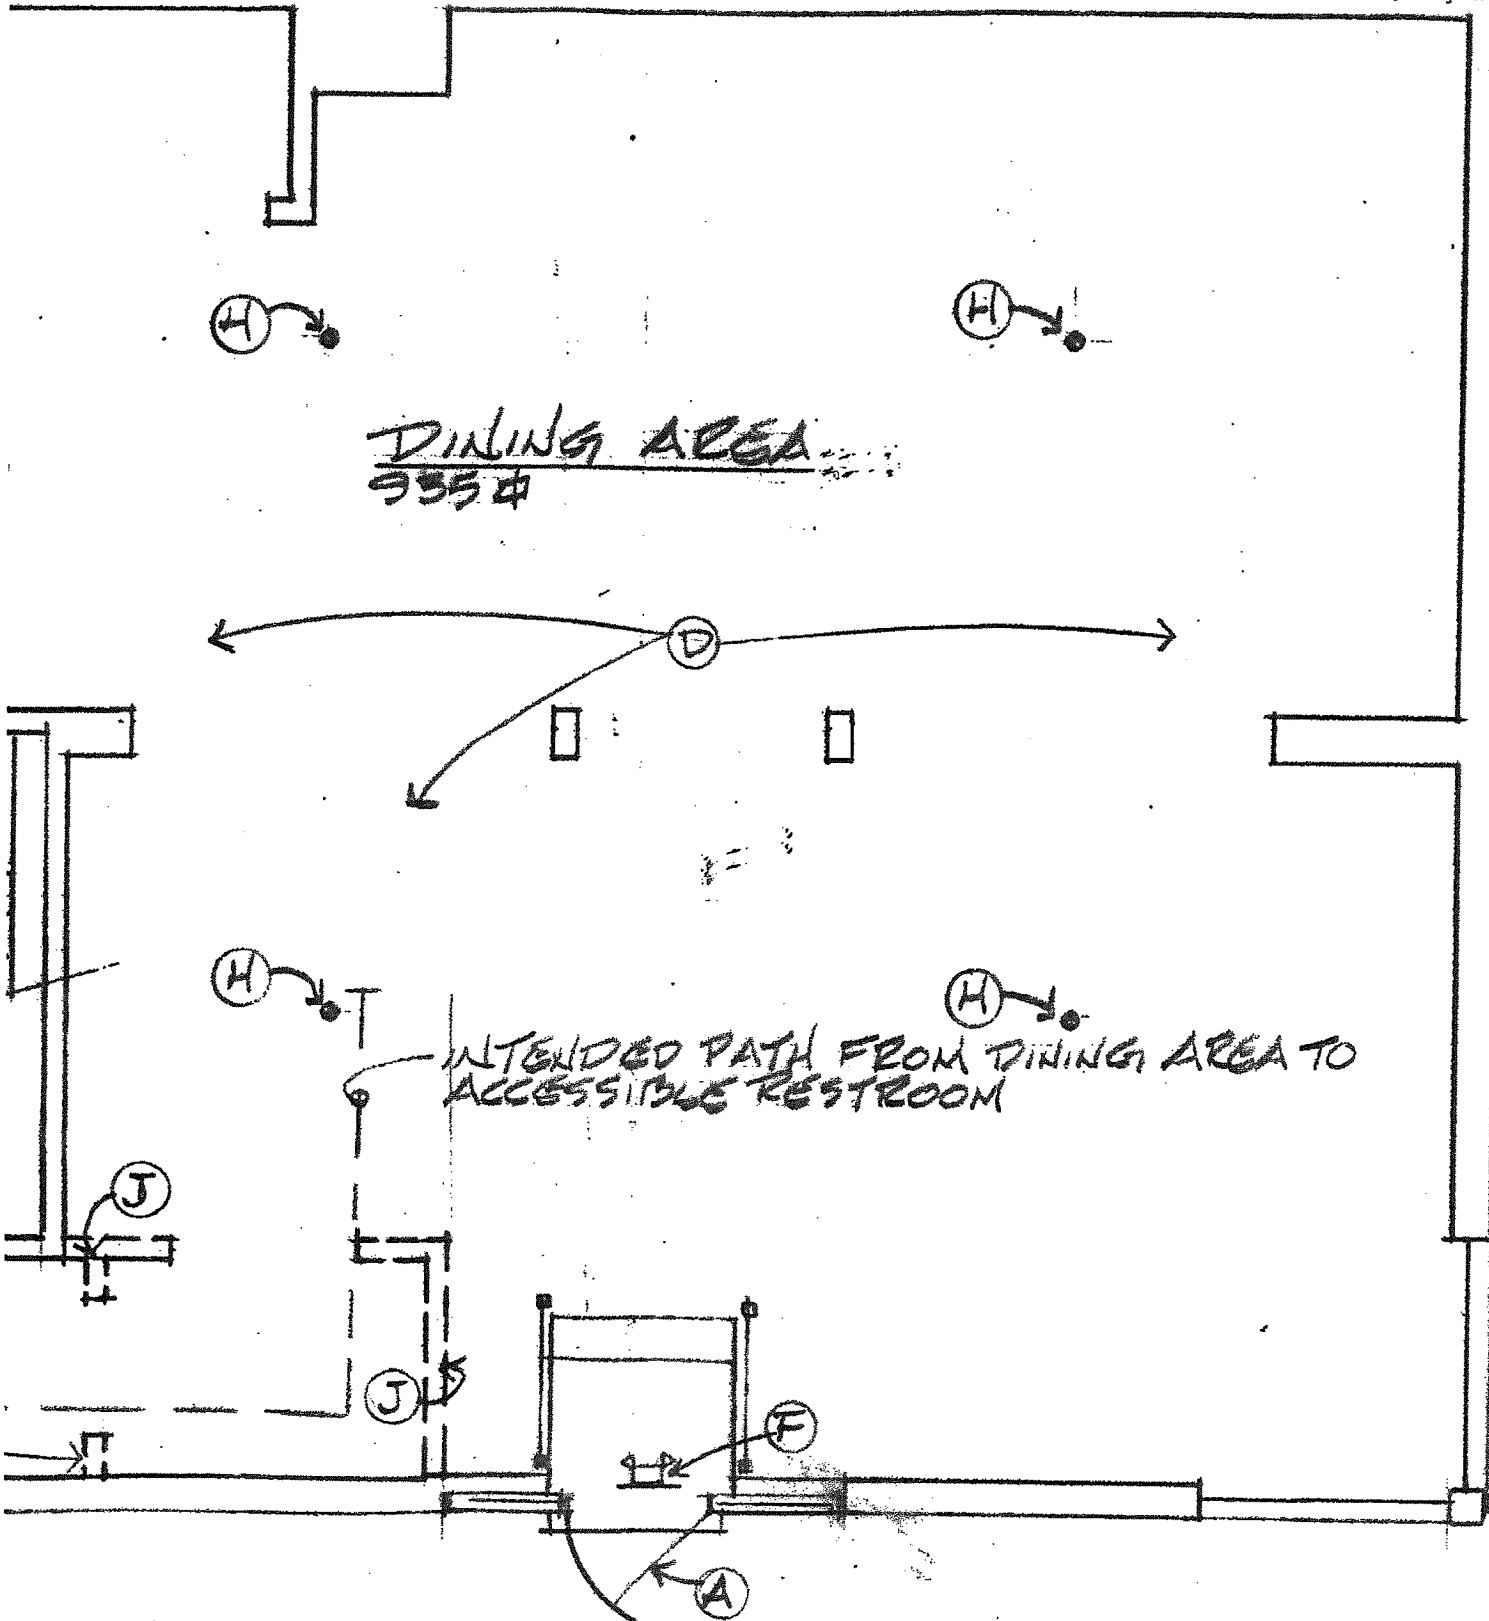 H
H
DINING AREA
935 ⏍
D
H
H
INTENDED PATH FROM DINING AREA TO
ACCESSIBLE RESTROOM
J
J
F
A